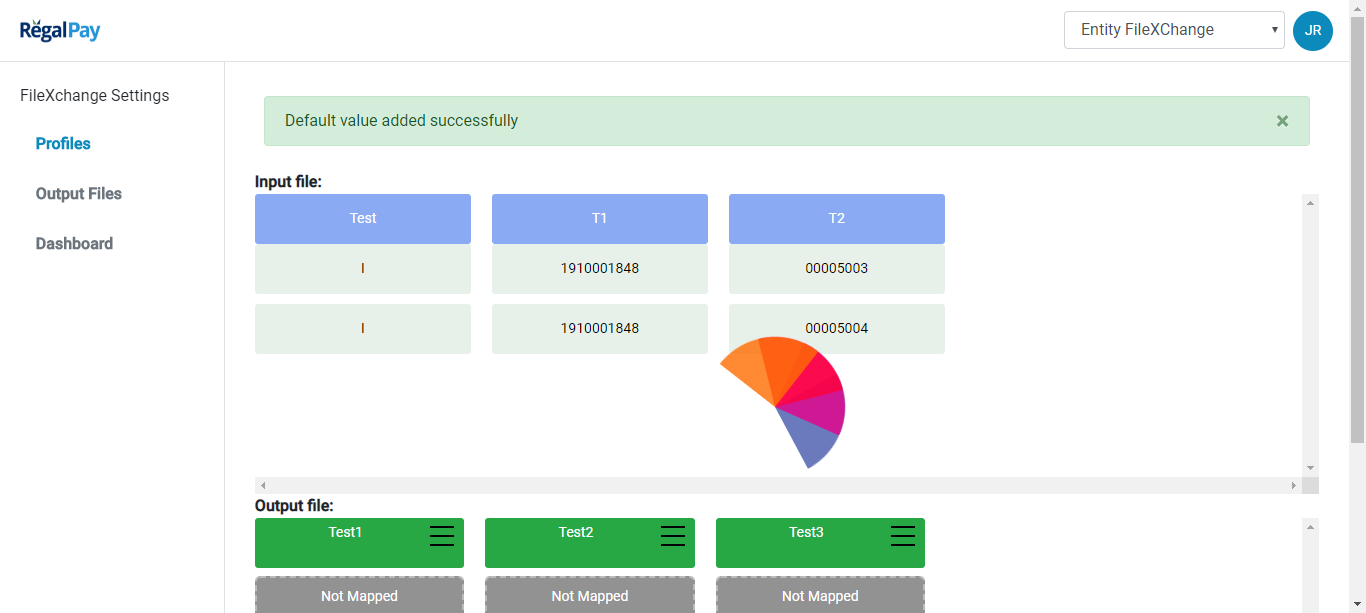 RegalPay
Entity FileXChange
JR
FileXchange Settings
Profiles
Output Files
Dashboard
Default value added successfully
×
Input file:
Test T1 T2
I 1910001848 00005003
I 1910001848 00005004
Output file:
Test1 Test2 Test3
Not Mapped Not Mapped Not Mapped